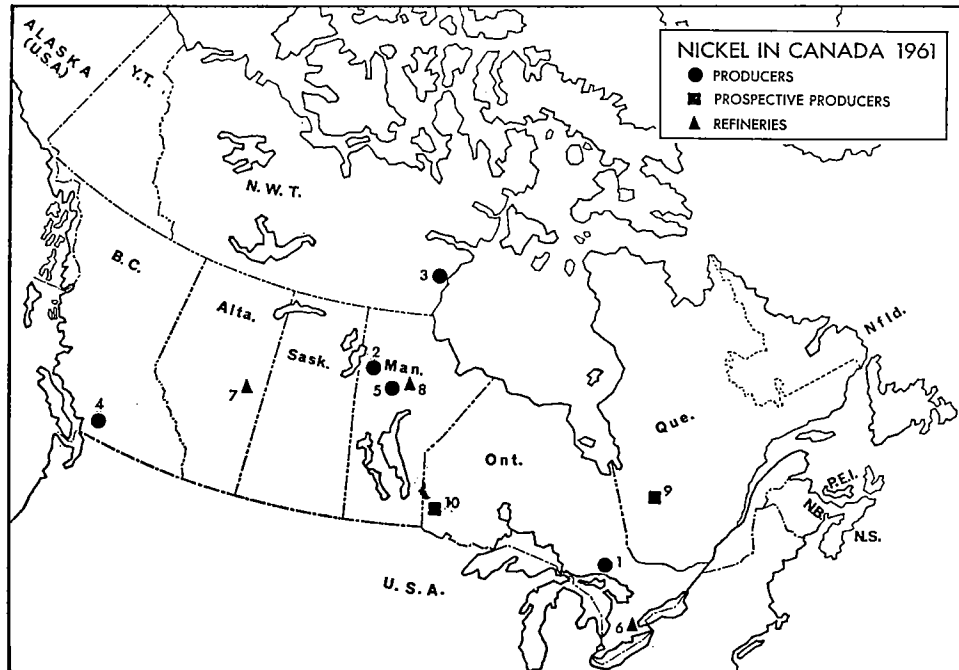 ALASKA
(U.S.A)
Y.T.
NICKEL IN CANADA 1961
PRODUCERS
PROSPECTIVE PRODUCERS
REFINERIES
N.W.T.
B.C.
3
Alta.
Nfld.
Sask.
2
Man.
5
8
7
4
Que.
Ont.
P.E.I.
9
10
N.B.
N.S.
1
U.S.A.
6